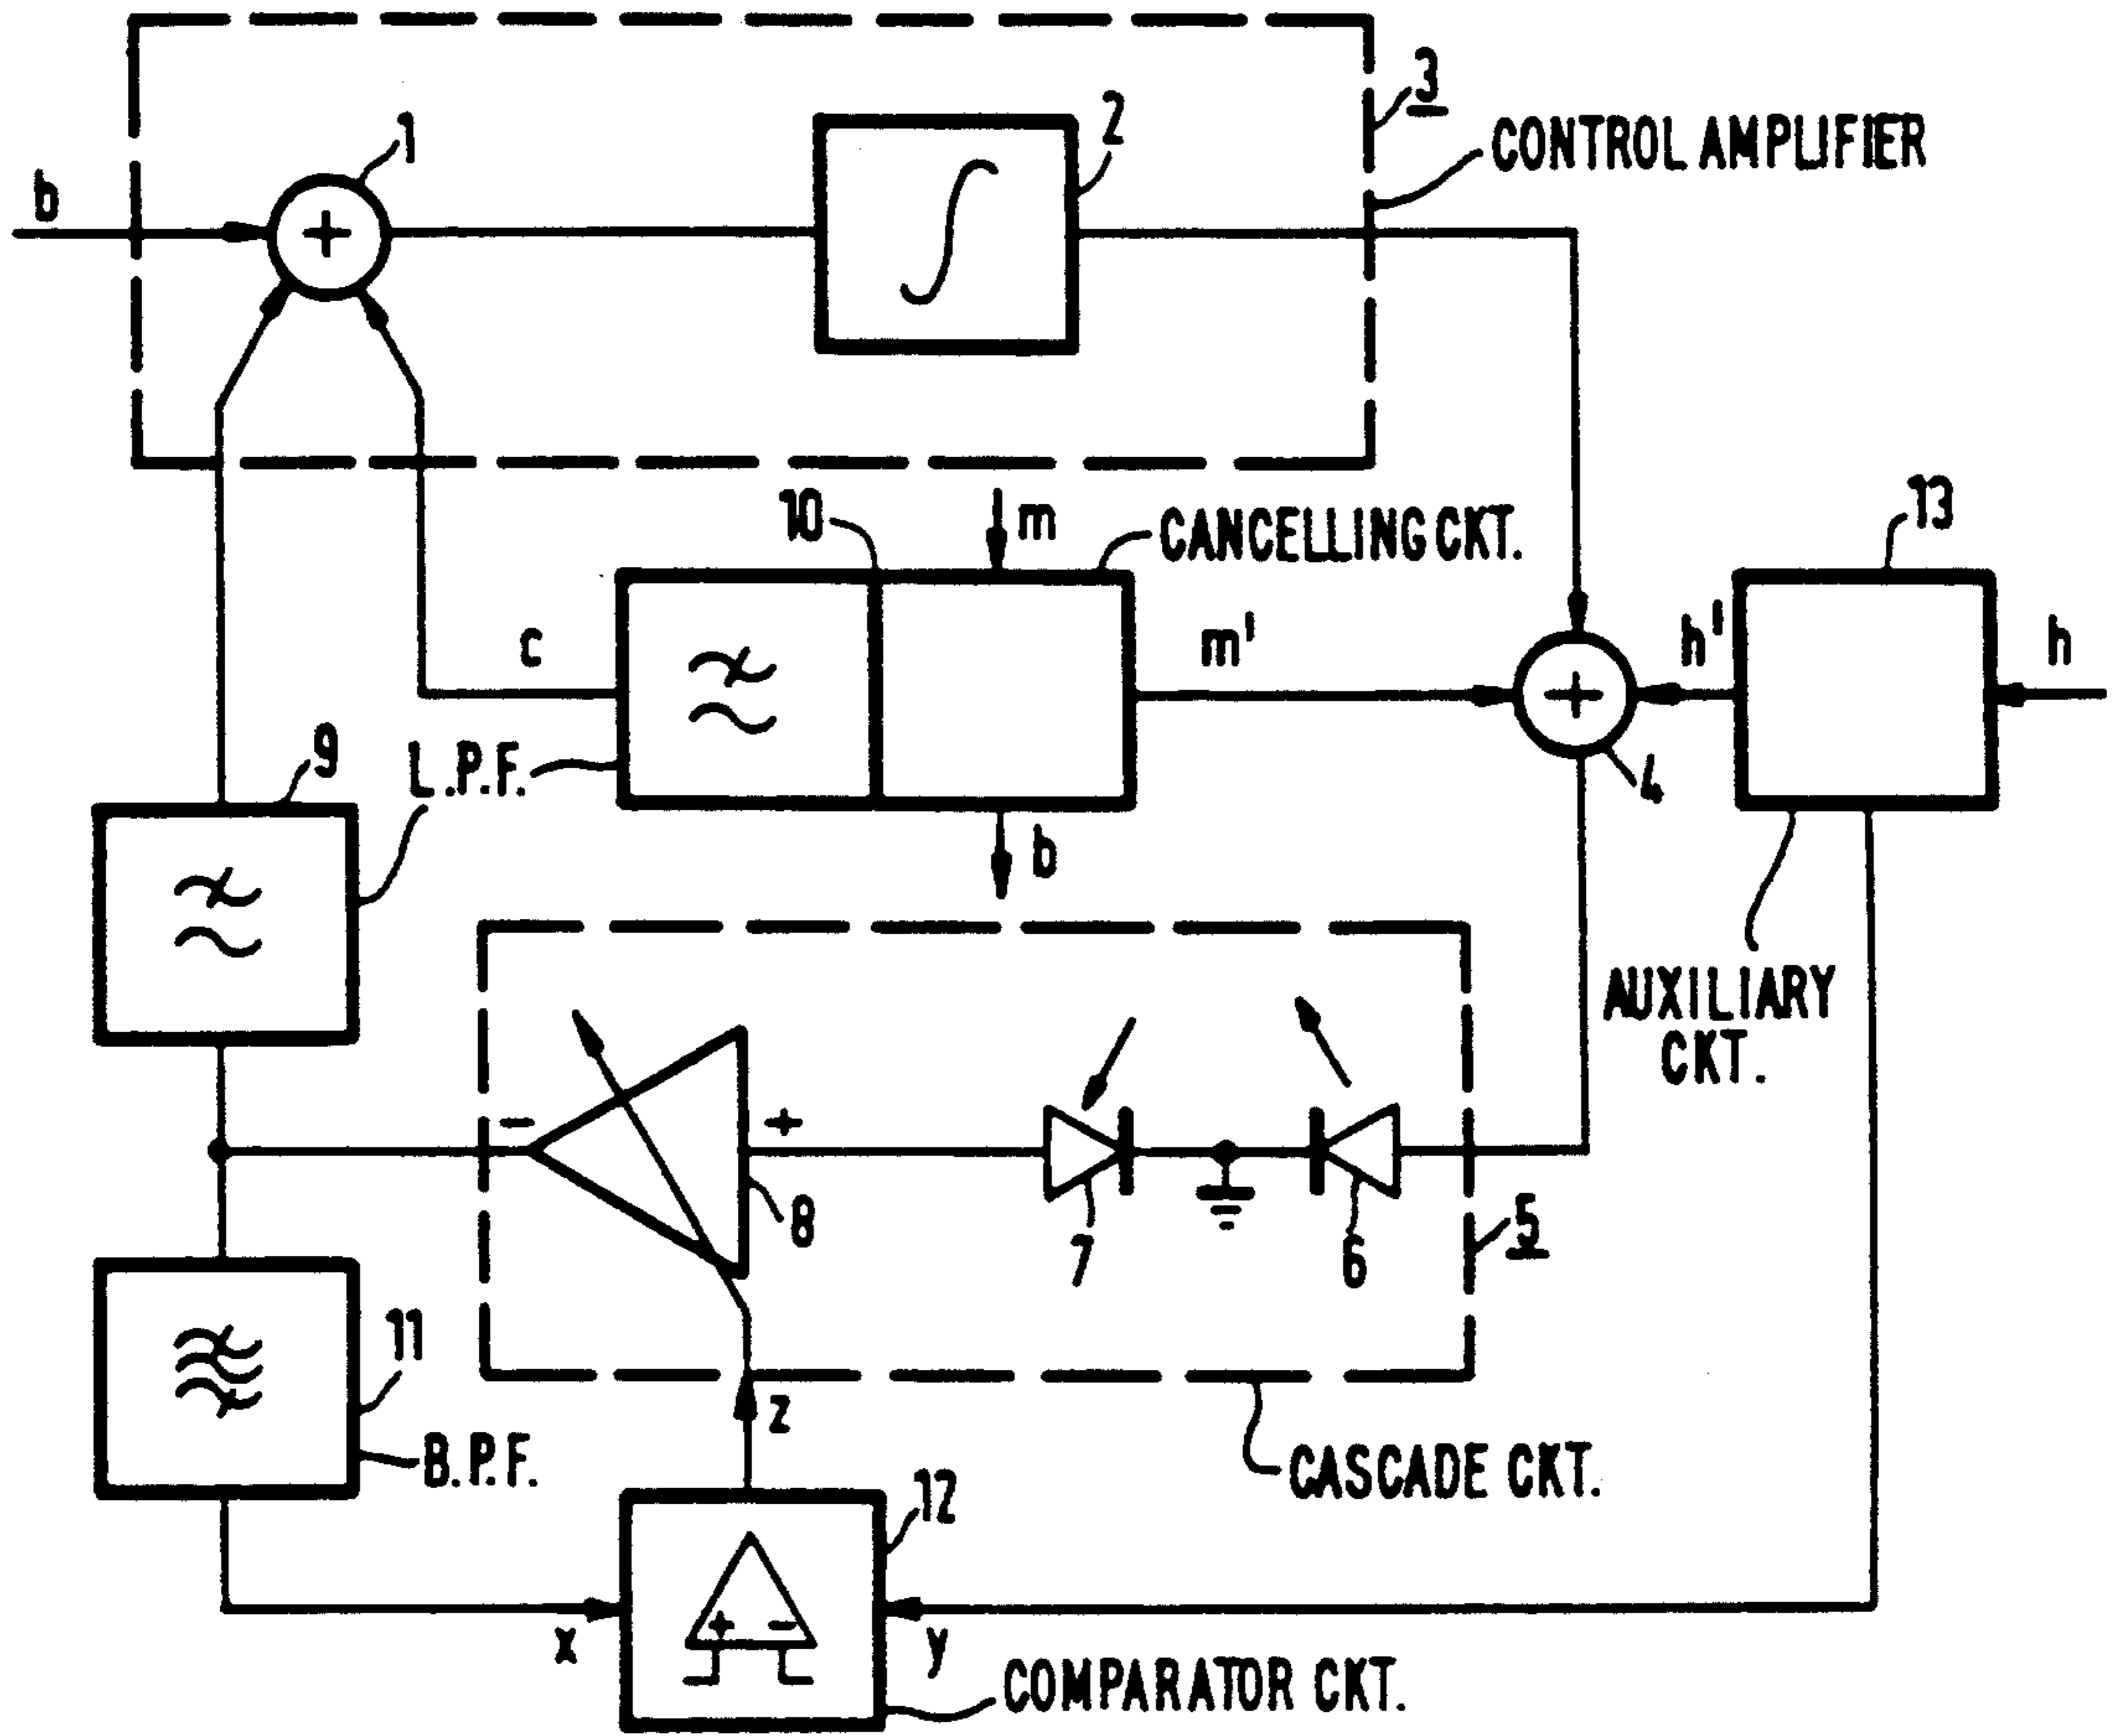 3
1
2
CONTROL AMPLIFIER
b
+
10
m
CANCELLING CKT.
13
c
m'
h'
h
+
9
L.P.F.
4
b
AUXILIARY
CKT.
-
+
8
7
6
5
11
z
B.P.F.
CASCADE CKT.
12
+ -
x
y
COMPARATOR CKT.